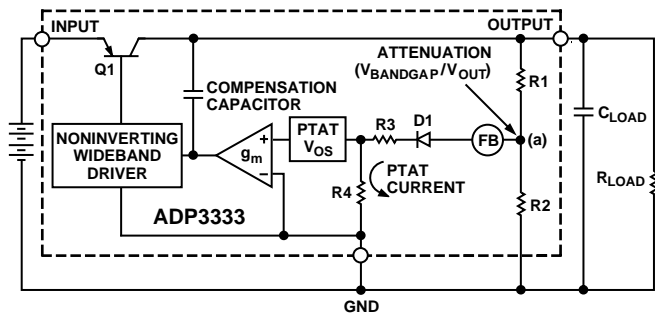 INPUT
OUTPUT
Q1
ATTENUATION
(VBANDGAP/VOUT)
COMPENSATION
CAPACITOR
R1
CLOAD
NONINVERTING
WIDEBAND
DRIVER
gm
+
−
PTAT
VOS
R3
D1
FB
(a)
R4
PTAT
CURRENT
R2
RLOAD
ADP3333
GND